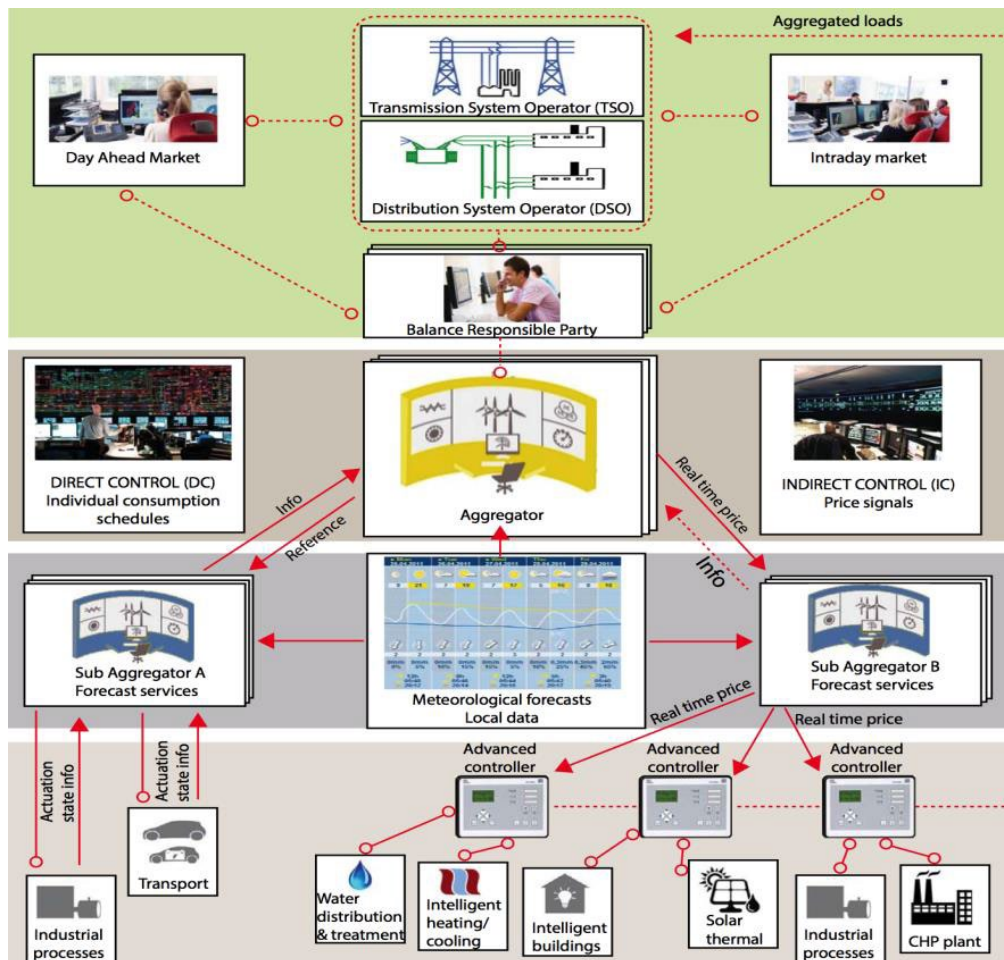 Aggregated loads
Transmission System Operator (TSO)
Day Ahead Market
Intraday market
Distribution System Operator (DSO)
Balance Responsible Party
DIRECT CONTROL (DC)
Individual consumption
schedules
Info
Reference
Aggregator
Real time price
Info
INDIRECT CONTROL (IC)
Price signals
Sub Aggregator A
Forecast services
Meteorological forecasts
Local data
Sub Aggregator B
Forecast services
Real time price
Real time price
Actuation
state info
Actuation
state info
Advanced
controller
Advanced
controller
Advanced
controller
Transport
Industrial
processes
Water
distribution
& treatment
Intelligent
heating/
cooling
Intelligent
buildings
Solar
thermal
Industrial
processes
CHP plant